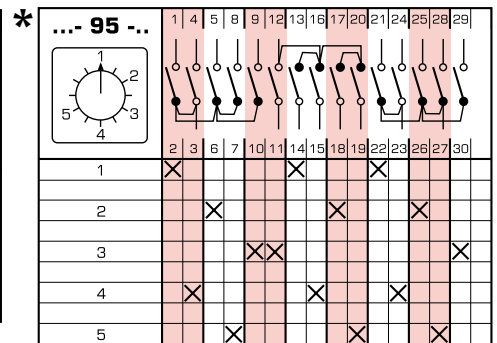 *
...- 95 -..
1 4 5 8 9 12 13 16 17 20 21 24 25 28 29
1
2
3
4
5
2 3 6 7 10 11 14 15 18 19 22 23 26 27 30
1 X X X
2 X X X
3 X X X
4 X X X
5 X X X